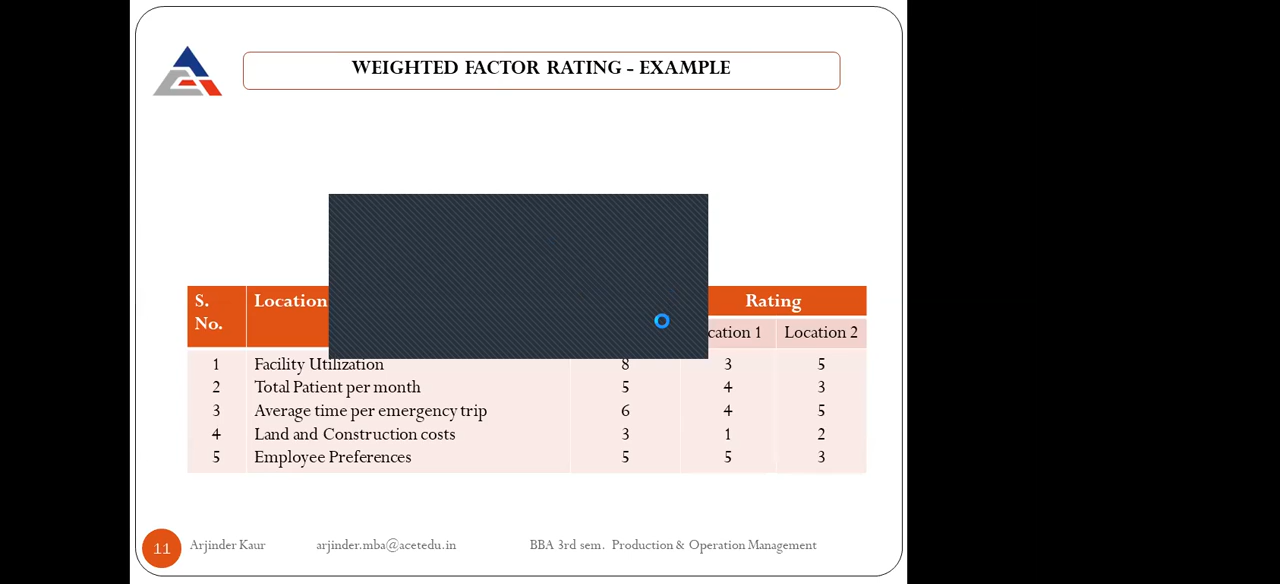 WEIGHTED FACTOR RATING - EXAMPLE
S. No. Location Rating
cation 1 Location 2
1 Facility Utilization 8 3 5
2 Total Patient per month 5 4 3
3 Average time per emergency trip 6 4 5
4 Land and Construction costs 3 1 2
5 Employee Preferences 5 5 3
11 Arjinder Kaur arjinder.mba@acetedu.in BBA 3rd sem. Production & Operation Management